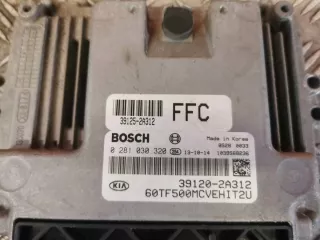 39125-2A312
FFC
BOSCH
Made in Korea
0 281 030 320
13-10-14
39120-2A312
KIA
60TF500MCVEH1T2U